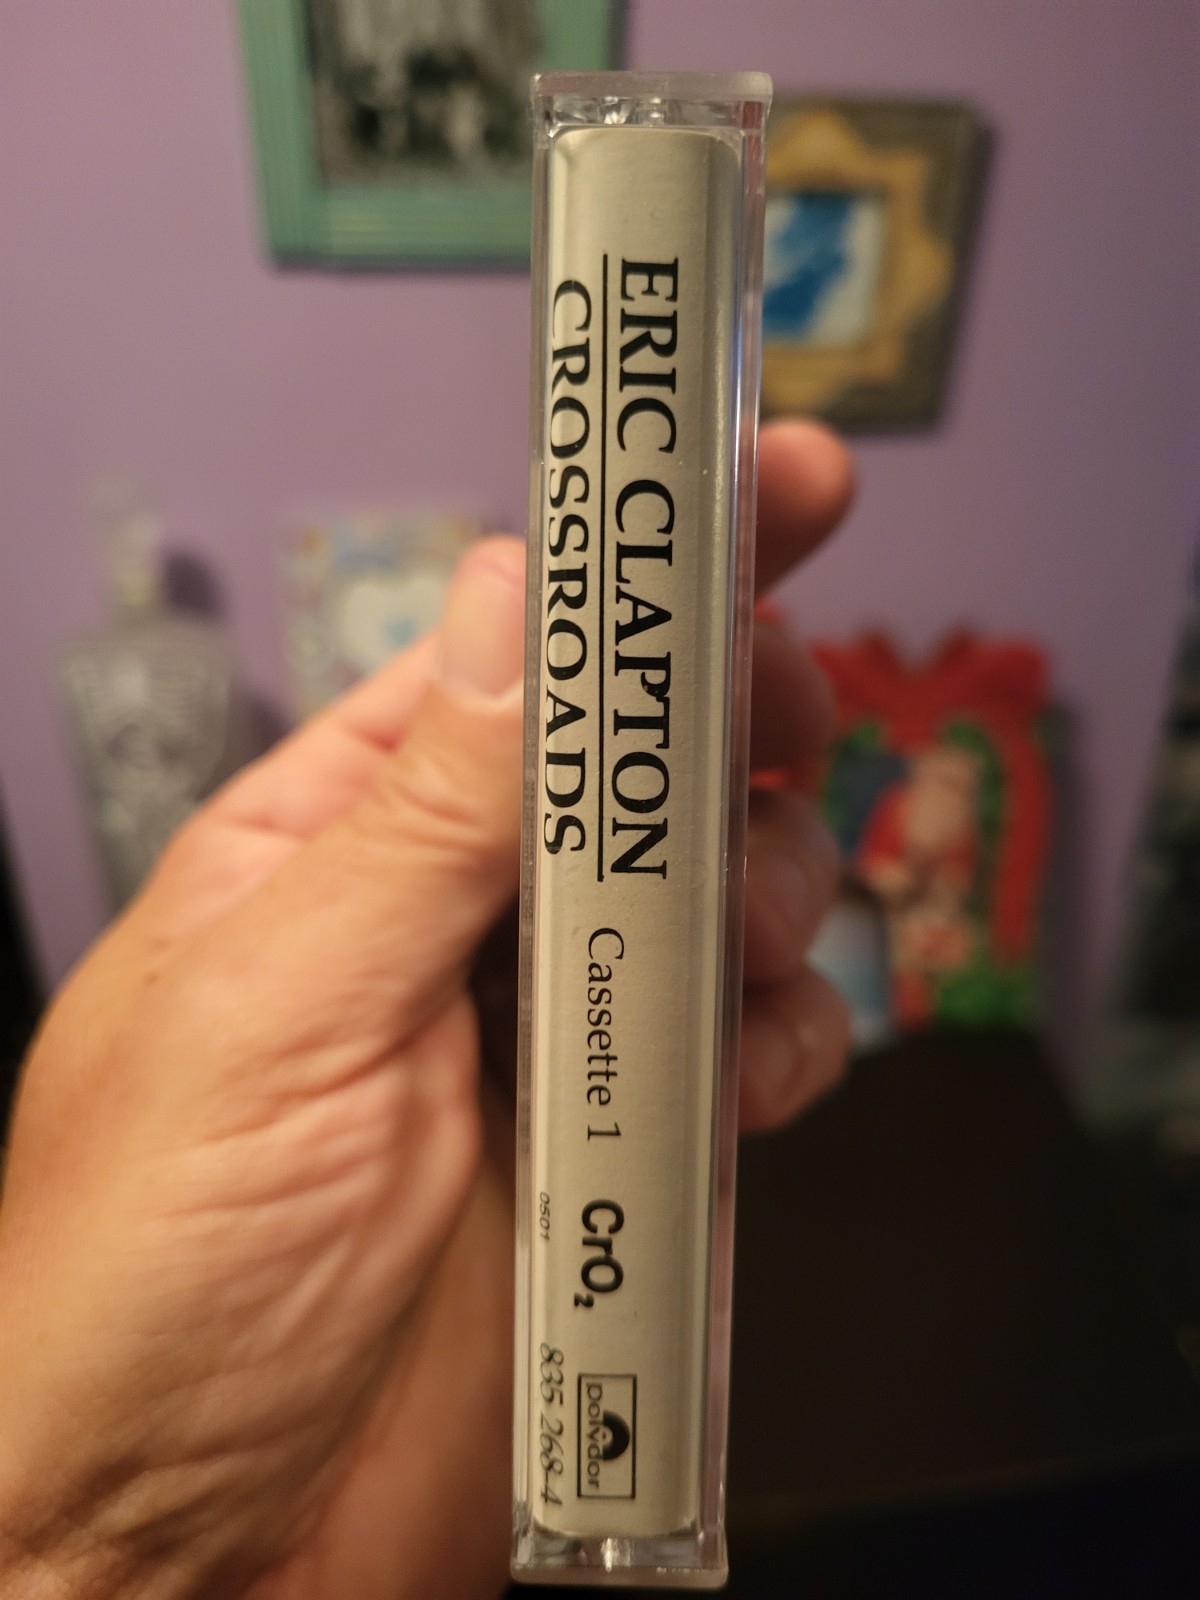 ERIC CLAPTON
CROSSROADS
Cassette 1
CrO₂
0501
polydor
835 268-4